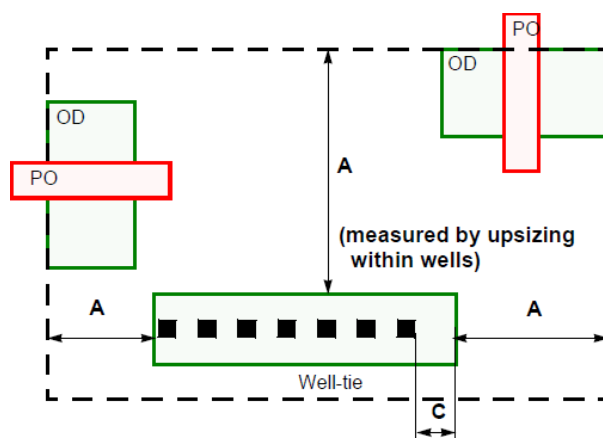 PO
OD
OD
PO
A
(measured by upsizing
within wells)
A
A
Well-tie
C